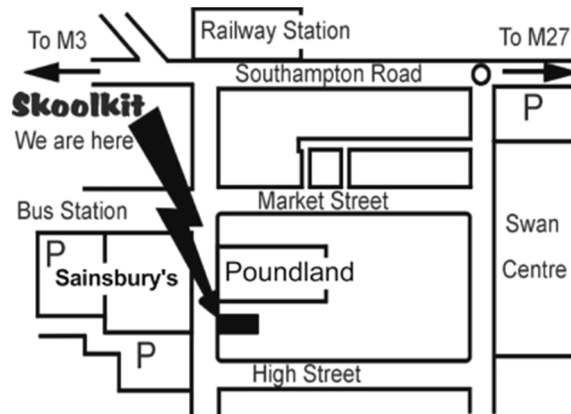 Railway Station
To M3
To M27
Southampton Road
Skoolkit
We are here
P
Market Street
Bus Station
Swan
Centre
P
Sainsbury's
Poundland
P
High Street